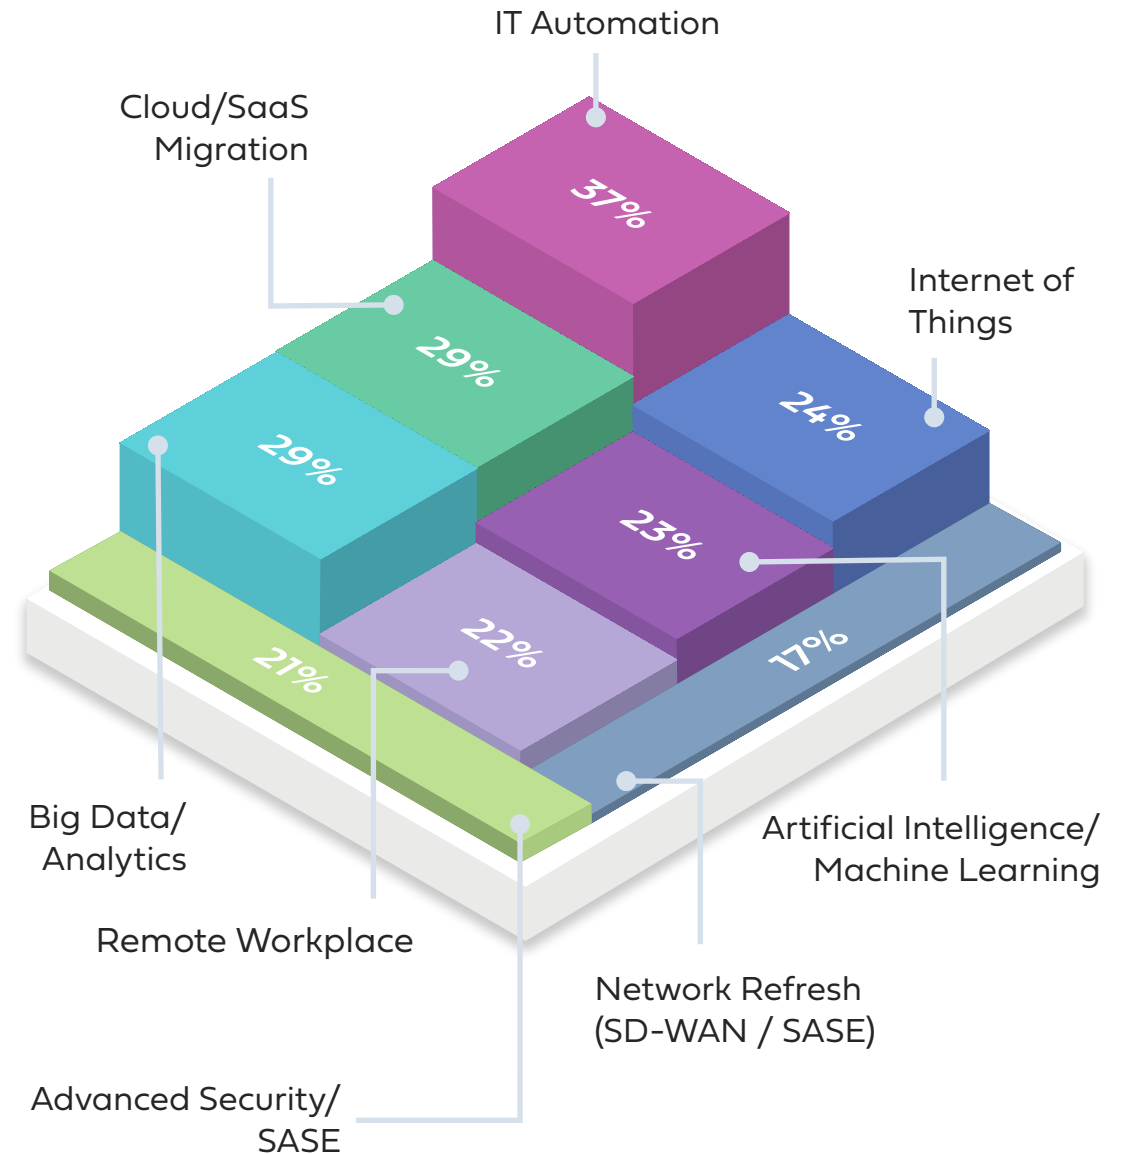 IT Automation
Cloud/SaaS
Migration
37%
Internet of
Things
29%
24%
29%
23%
22%
17%
21%
Big Data/
Analytics
Artificial Intelligence/
Machine Learning
Remote Workplace
Network Refresh
(SD-WAN / SASE)
Advanced Security/
SASE